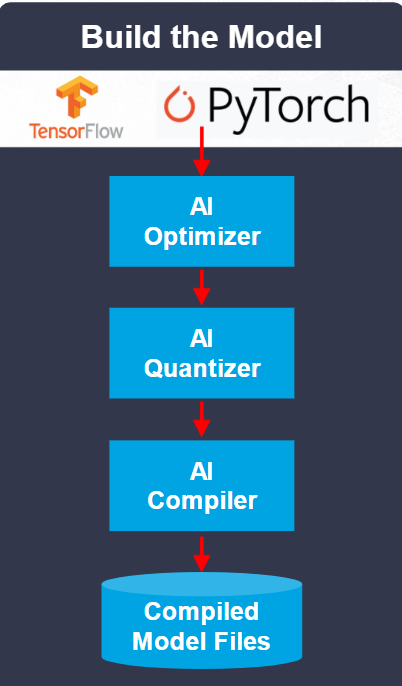 Build the Model
TensorFlow
PyTorch
AI
Optimizer
AI
Quantizer
AI
Compiler
Compiled
Model Files